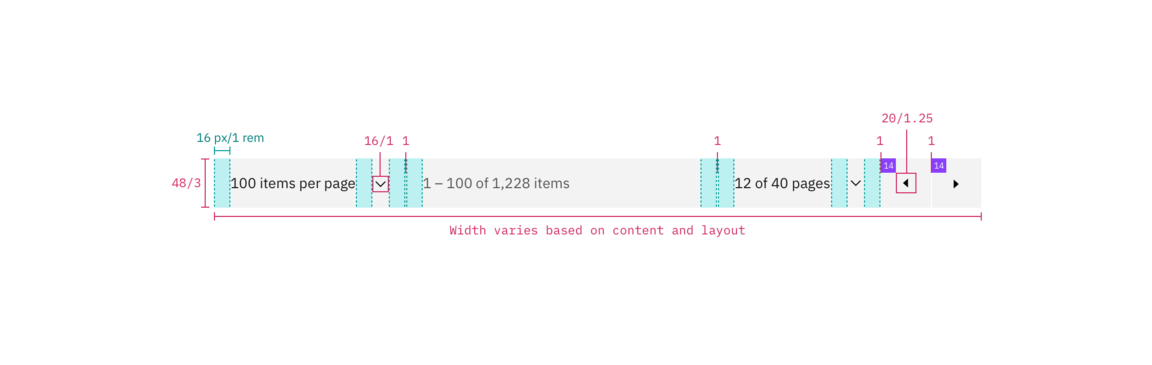 20/1.25
16 px/1 rem
16/1
1
1
1
1
48/3
100 items per page
1 – 100 of 1,228 items
12 of 40 pages
14
14
Width varies based on content and layout